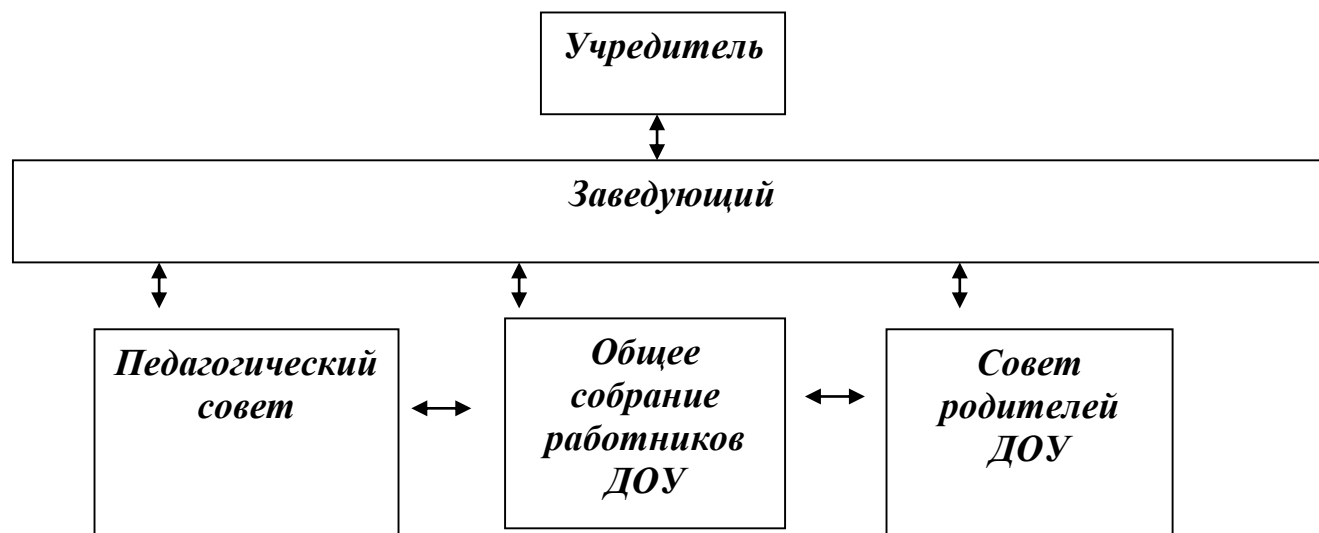 Учредитель
Заведующий
Педагогический
совет
Общее
собрание
работников
ДОУ
Совет
родителей
ДОУ